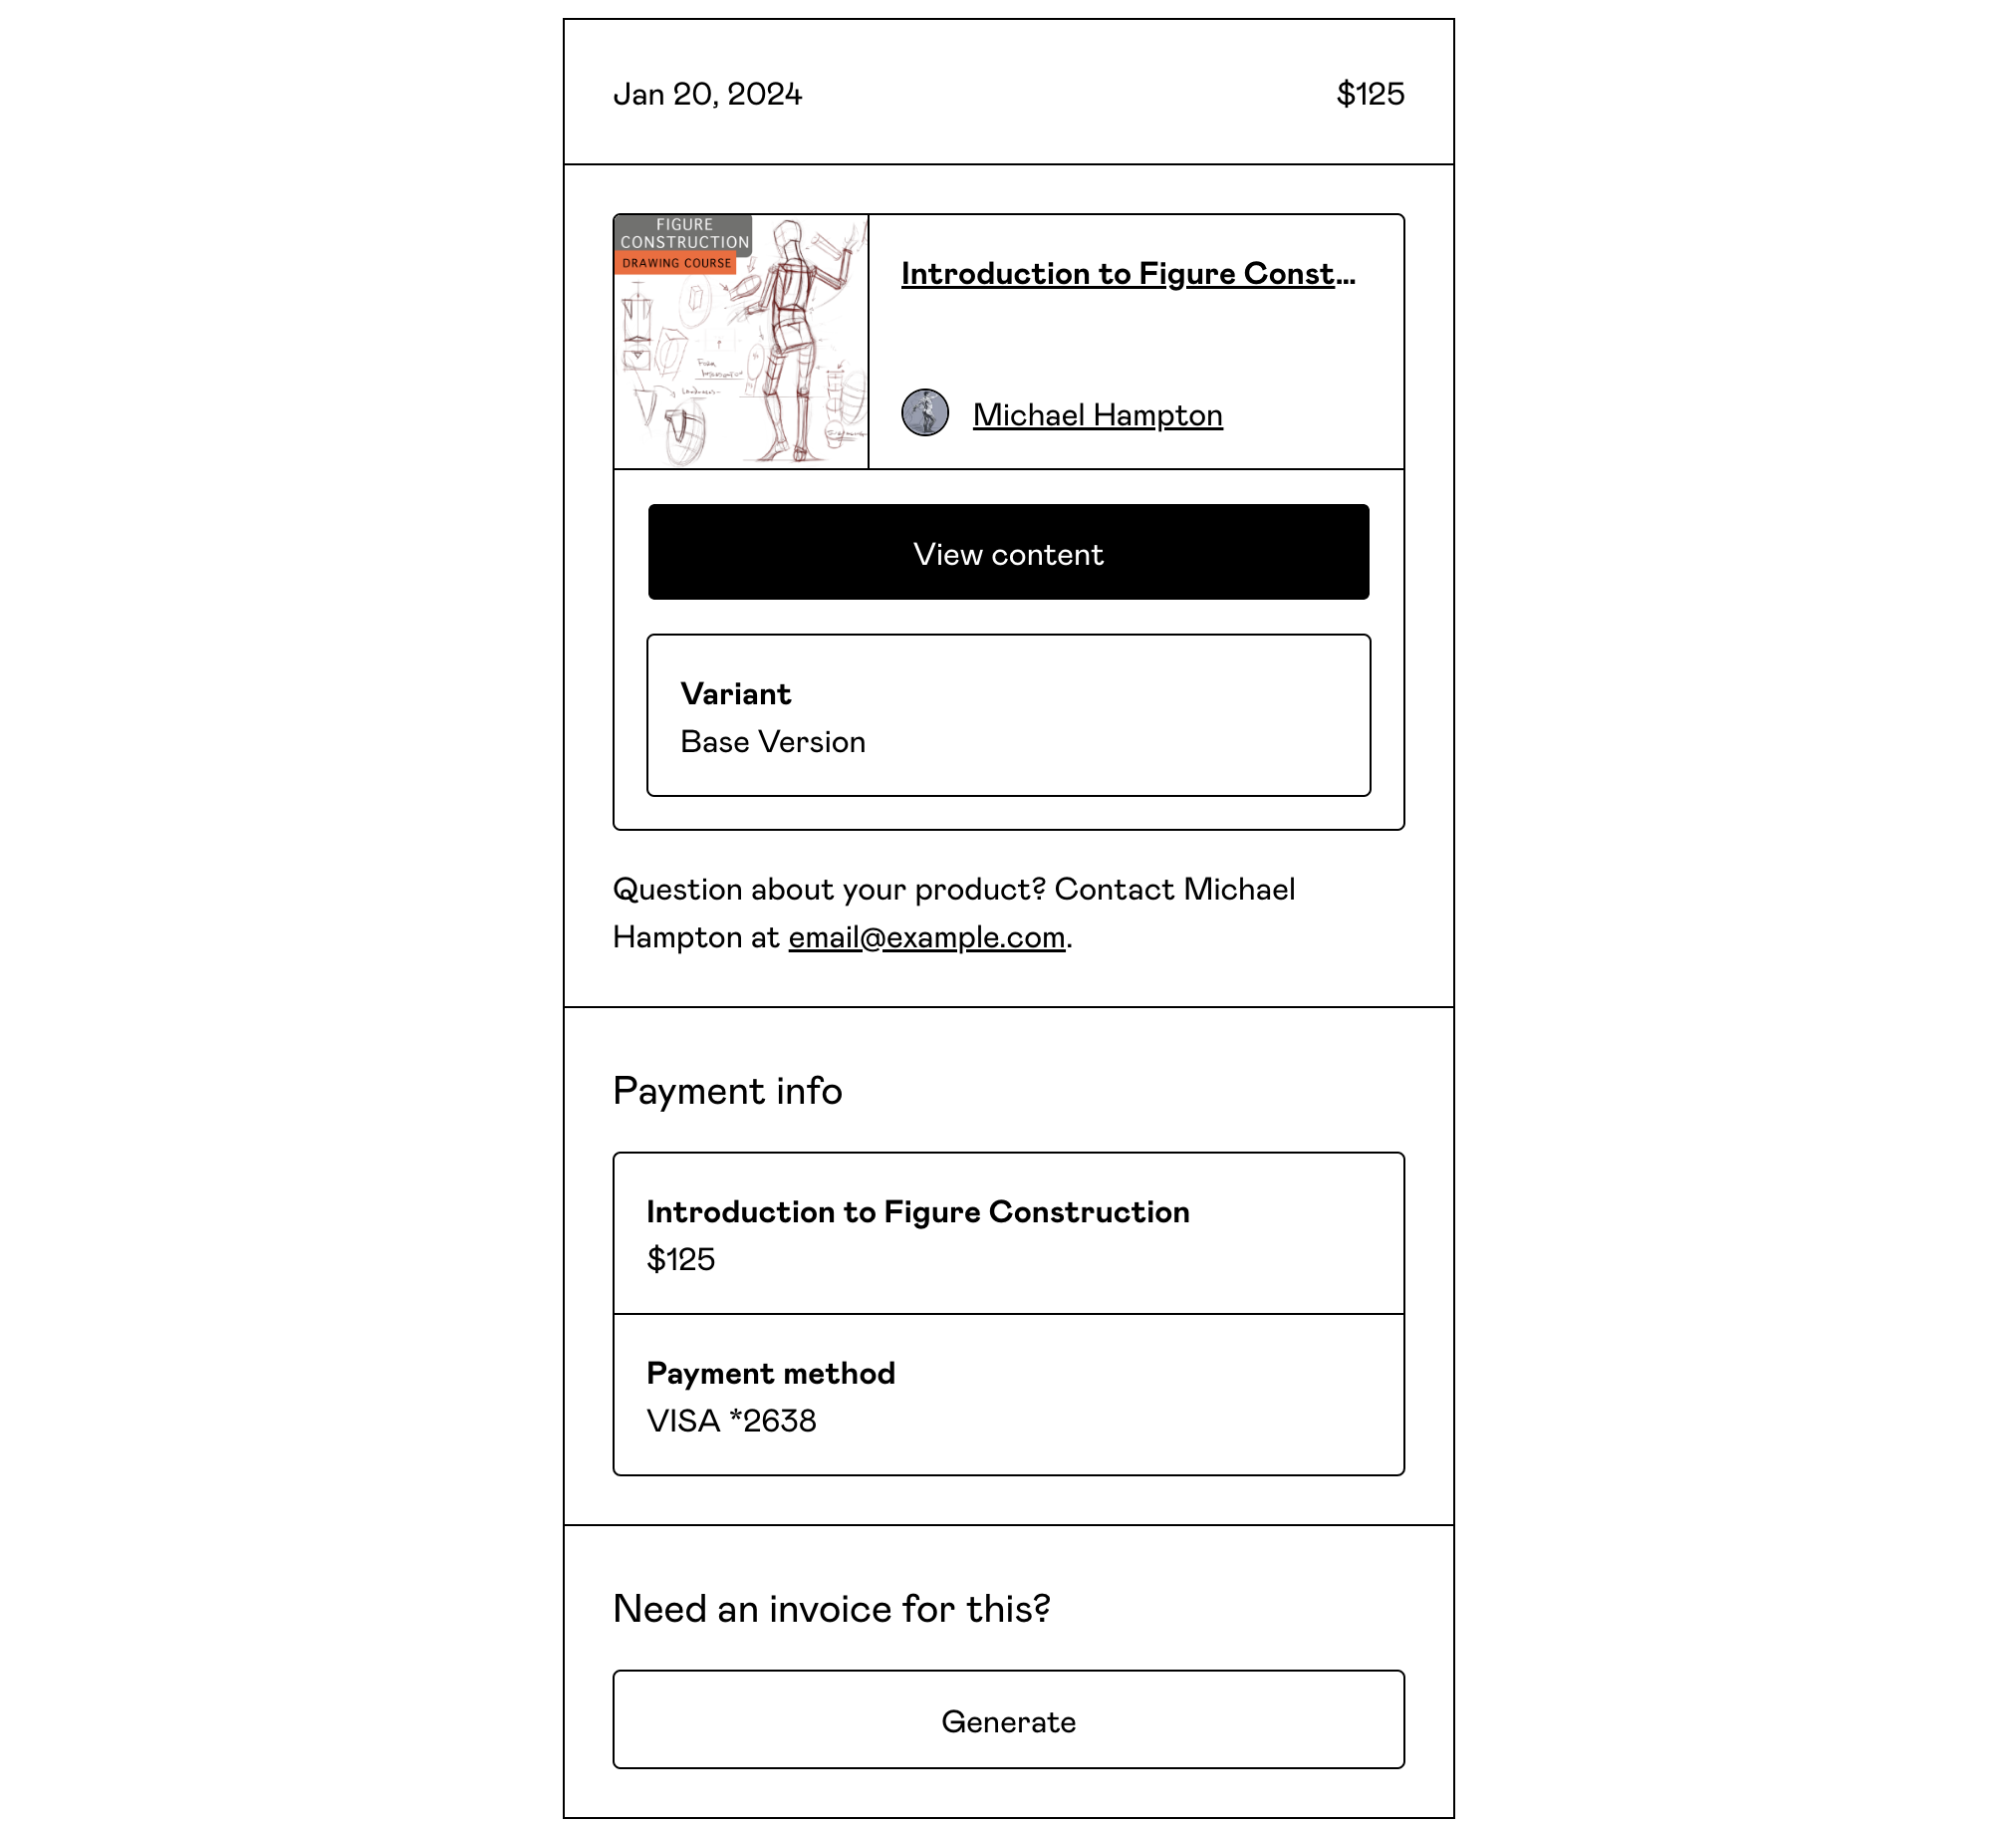 Jan 20, 2024 $125
FIGURE
CONSTRUCTION
DRAWING COURSE
Introduction to Figure Const...
Michael Hampton
View content
Variant
Base Version
Question about your product? Contact Michael
Hampton at email@example.com.
Payment info
Introduction to Figure Construction
$125
Payment method
VISA *2638
Need an invoice for this?
Generate